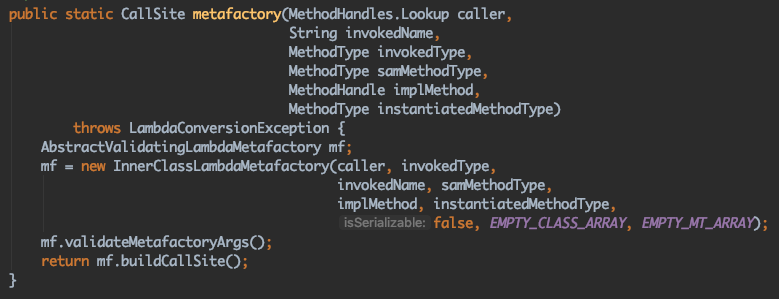 public static CallSite metafactory(MethodHandles.Lookup caller,
String invokedName,
MethodType invokedType,
MethodType samMethodType,
MethodHandle implMethod,
MethodType instantiatedMethodType)
throws LambdaConversionException {
AbstractValidatingLambdaMetafactory mf;
mf = new InnerClassLambdaMetafactory(caller, invokedType,
invokedName, samMethodType,
implMethod, instantiatedMethodType,
isSerializable: false, EMPTY_CLASS_ARRAY, EMPTY_MT_ARRAY);
mf.validateMetafactoryArgs();
return mf.buildCallSite();
}